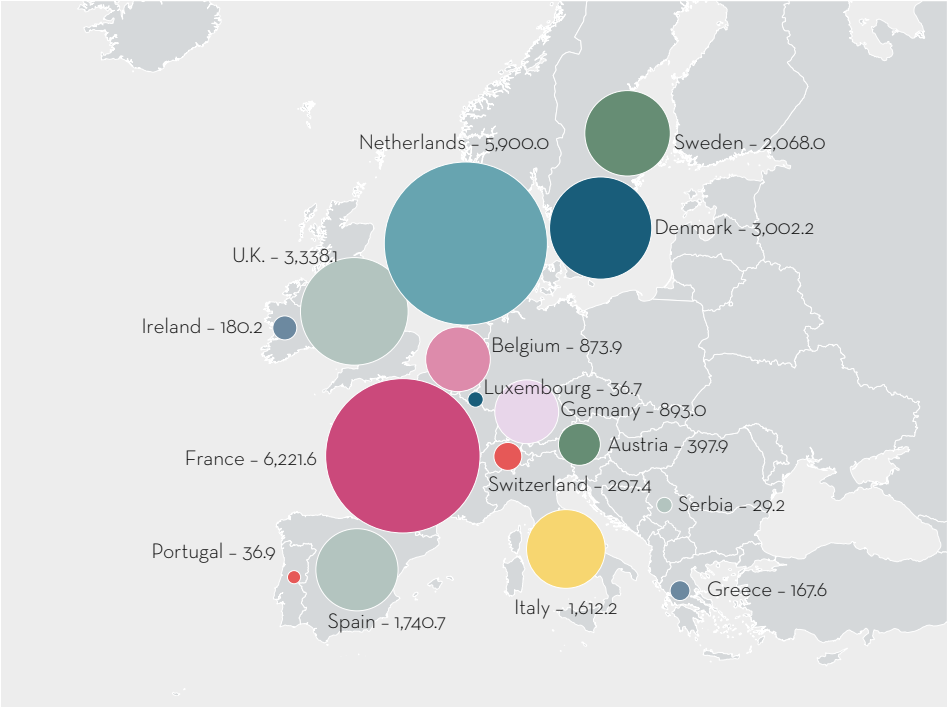 Netherlands – 5,900.0
Sweden – 2,068.0
Denmark – 3,002.2
U.K. – 3,338.1
Ireland – 180.2
Belgium – 873.9
Luxembourg – 36.7
Germany – 893.0
Austria – 397.9
France – 6,221.6
Switzerland – 207.4
Serbia – 29.2
Portugal – 36.9
Greece – 167.6
Italy – 1,612.2
Spain – 1,740.7